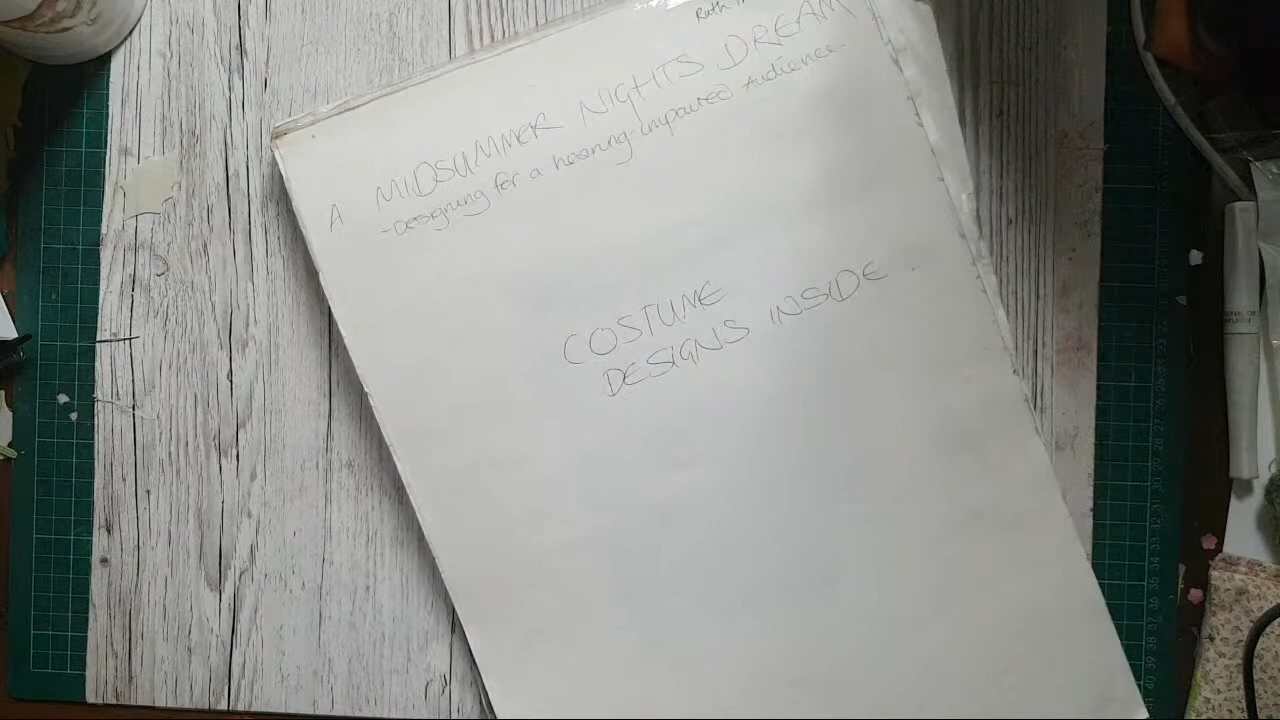 Ruth
A MIDSUMMER NIGHTS DREAM
-Designing for a hearing-impaired Audience.
COSTUME
DESIGNS INSIDE.